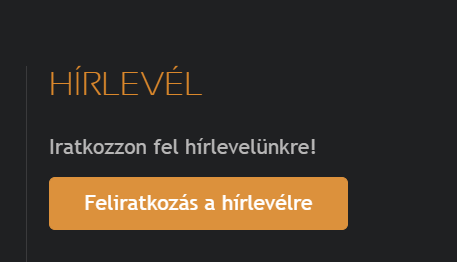 HÍRLEVÉL
Iratkozzon fel hírlevelünkre!
Feliratkozás a hírlevélre